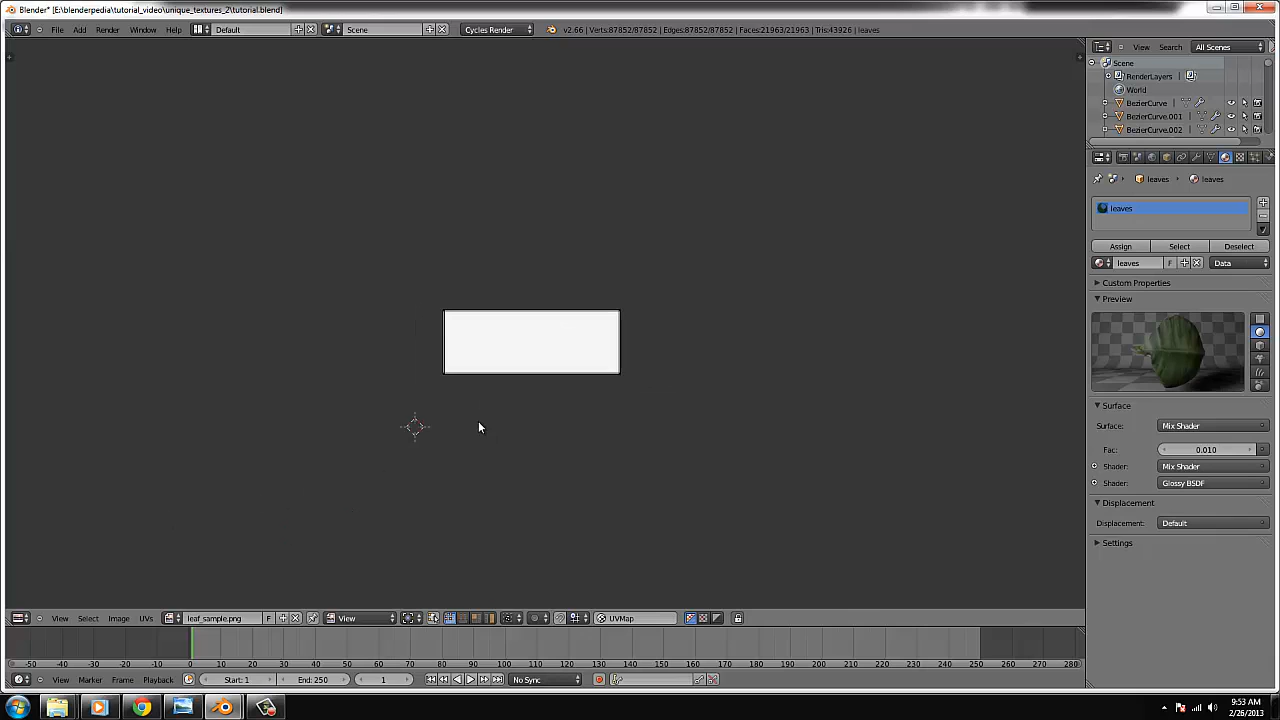 Blender* [E:\blenderpedia\tutorial_video\unique_textures_2\tutorial.blend]
File Add Render Window Help Default Scene Cycles Render v2.66 | Verts:87852/87852 | Edges:87852/87852 | Faces:21963/21963 | Tris:43926 | leaves
View Search All Scenes
Scene
RenderLayers
World
BezierCurve
BezierCurve.001
BezierCurve.002
leaves leaves
leaves
Assign Select Deselect
leaves F Data
Custom Properties
Preview
Surface
Surface: Mix Shader
Fac: 0.010
Shader: Mix Shader
Shader: Glossy BSDF
Displacement
Displacement: Default
Settings
View Select Image UVs leaf_sample.png F View UVMap
-50 -40 -30 -20 -10 0 10 20 30 40 50 60 70 80 90 100 110 120 130 140 150 160 170 180 190 200 210 220 230 240 250 260 270 280
View Marker Frame Playback Start: 1 End: 250 1 No Sync
9:53 AM
2/26/2013